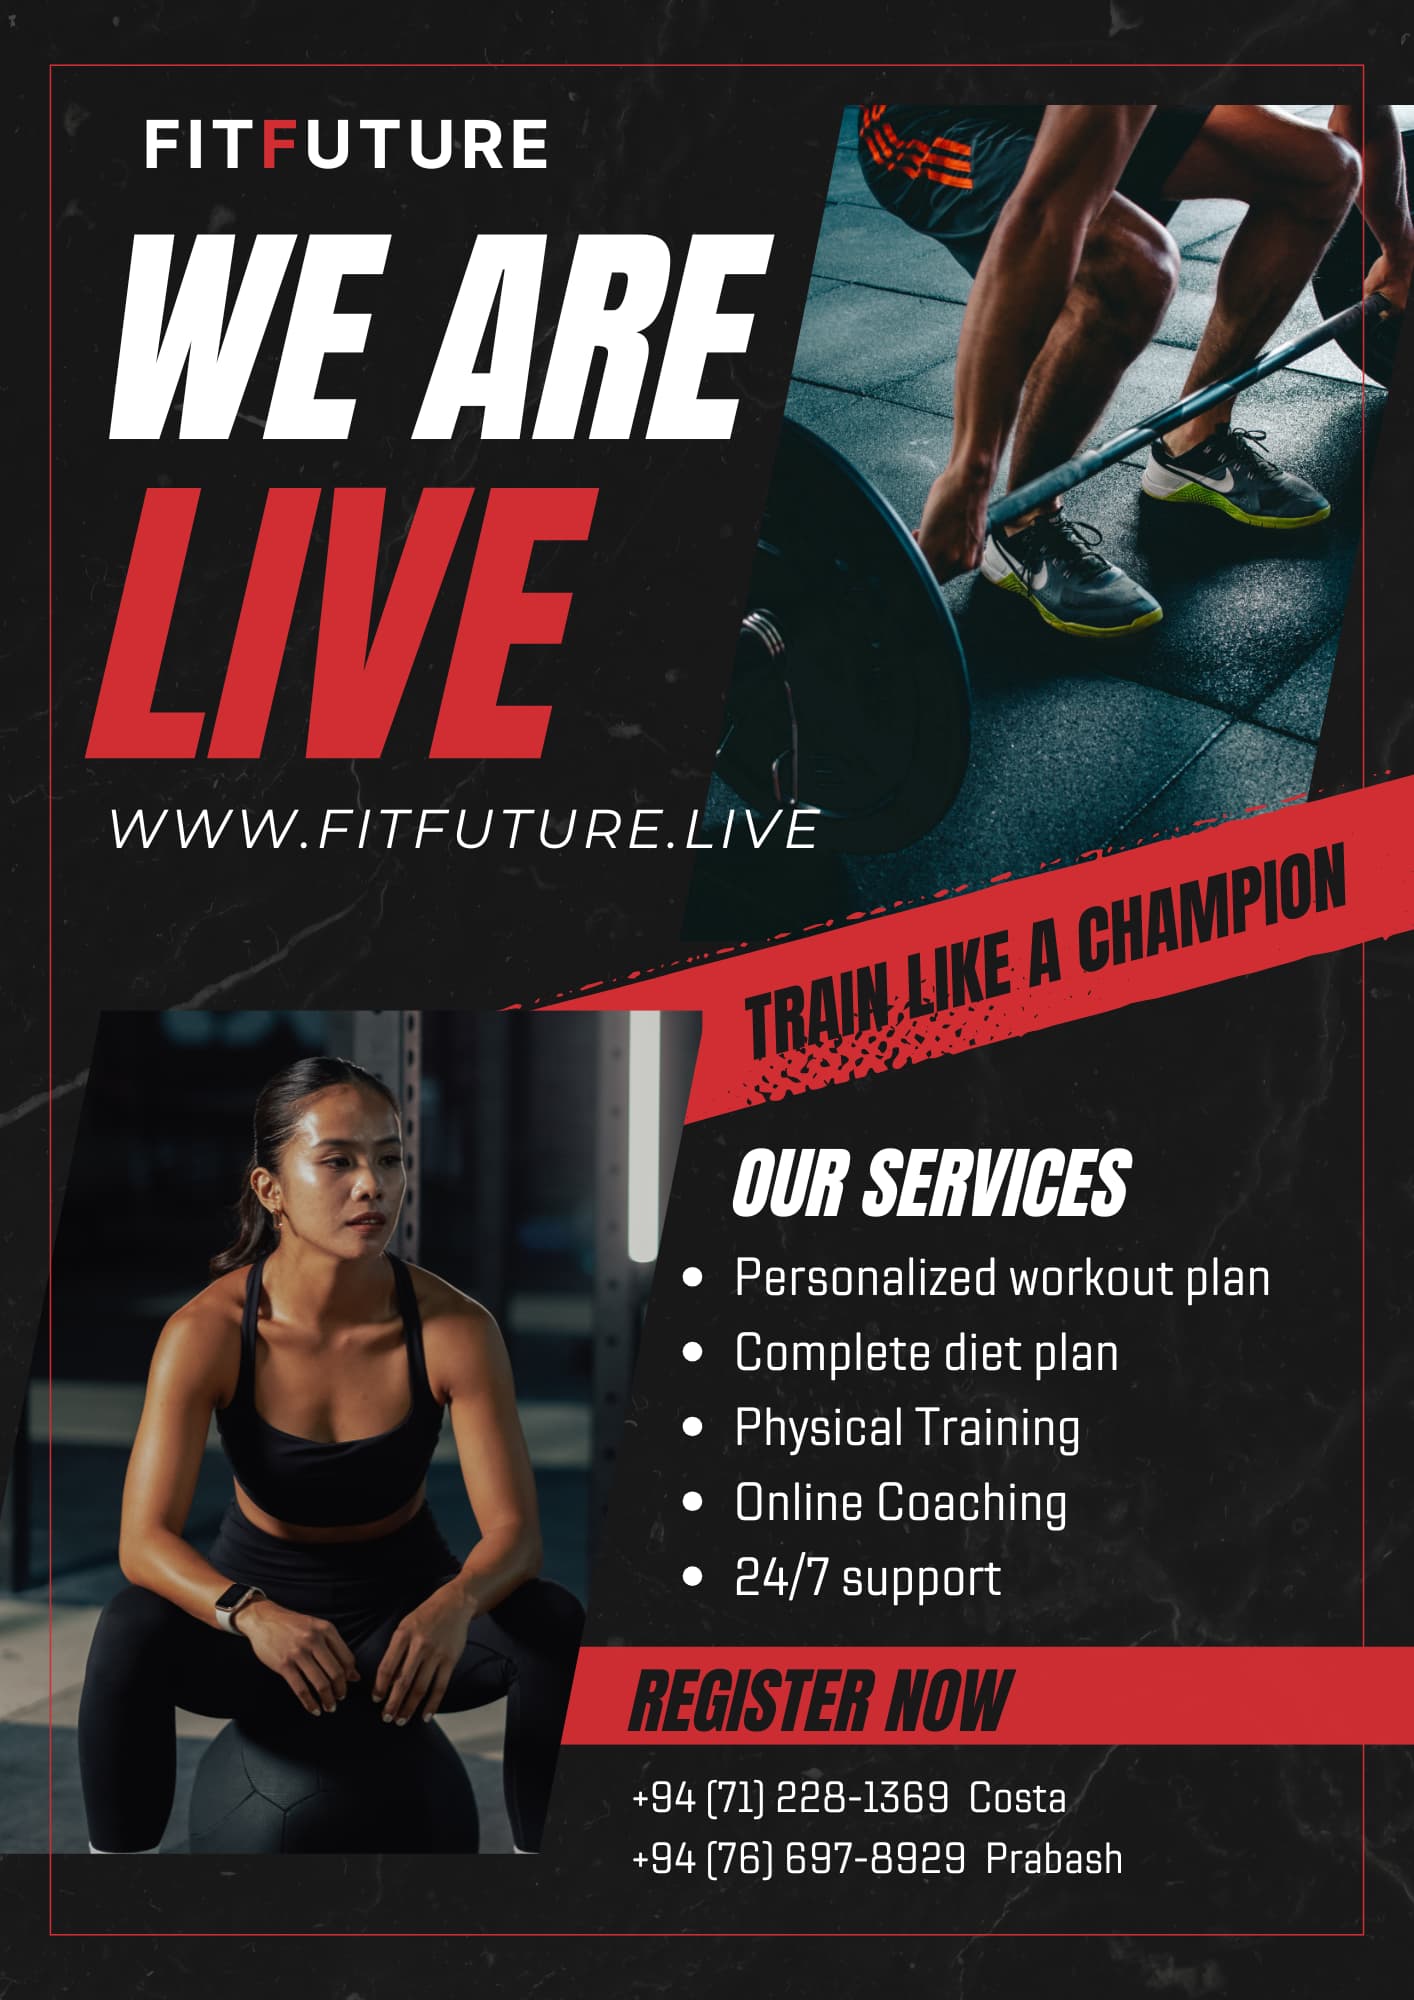 FITFUTURE
WE ARE
LIVE
WWW.FITFUTURE.LIVE
TRAIN LIKE A CHAMPION
OUR SERVICES
• Personalized workout plan
• Complete diet plan
• Physical Training
• Online Coaching
• 24/7 support
REGISTER NOW
+94 (71) 228-1369 Costa
+94 (76) 697-8929 Prabash